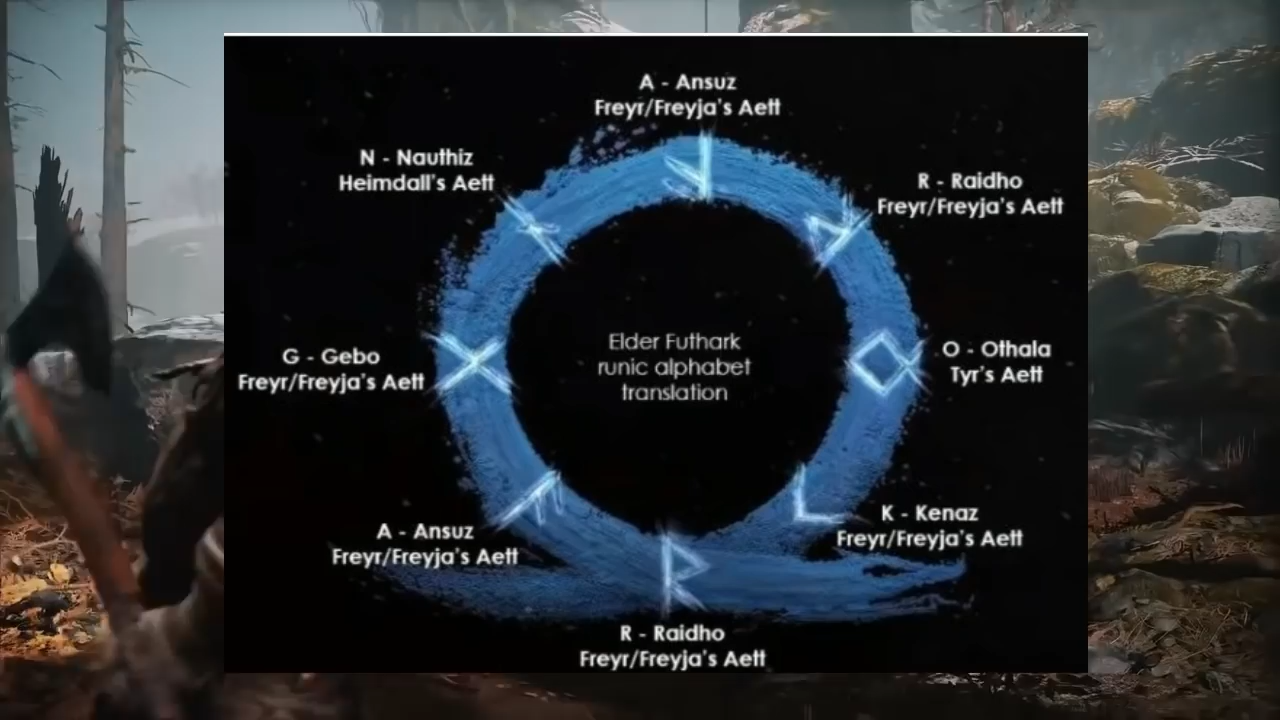 A - Ansuz
Freyr/Freyja's Aett
N - Nauthiz
Heimdall's Aett
R - Raidho
Freyr/Freyja's Aett
G - Gebo
Freyr/Freyja's Aett
Elder Futhark
runic alphabet
translation
O - Othala
Tyr's Aett
A - Ansuz
Freyr/Freyja's Aett
K - Kenaz
Freyr/Freyja's Aett
R - Raidho
Freyr/Freyja's Aett